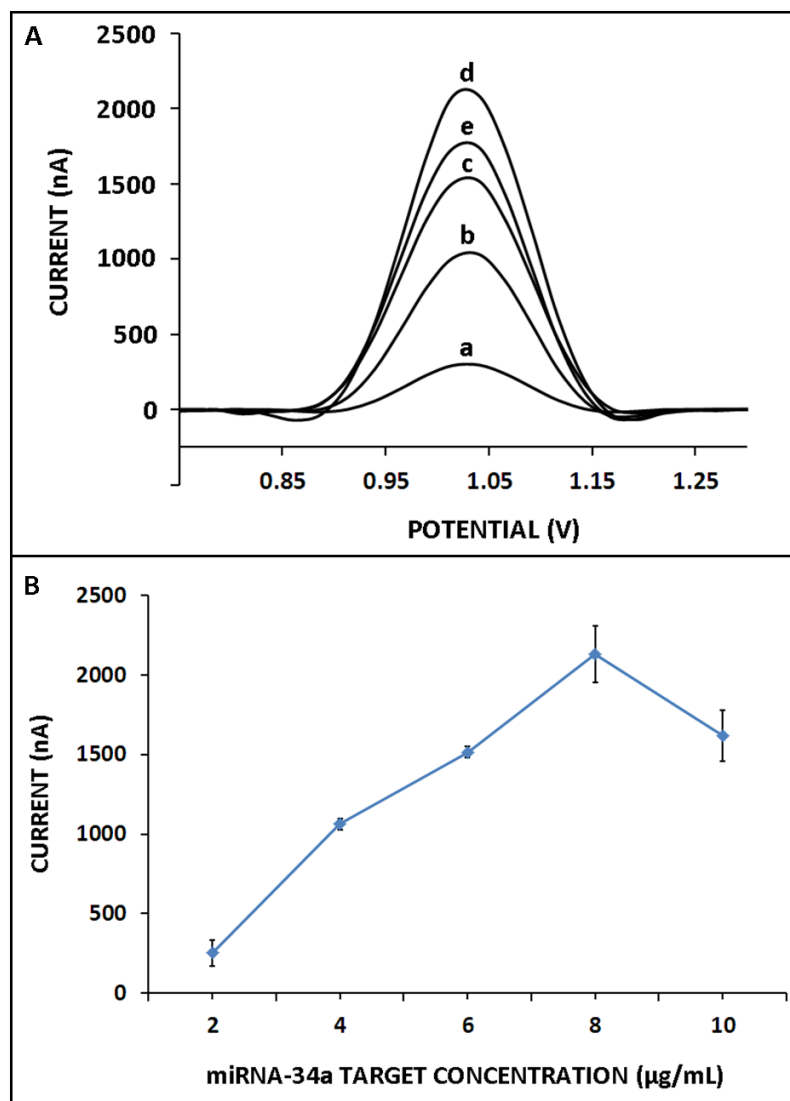 A
2500
2000
1500
1000
500
0
CURRENT (nA)
d
e
c
b
a
0.85 0.95 1.05 1.15 1.25
POTENTIAL (V)
B
2500
2000
1500
1000
500
0
CURRENT (nA)
2 4 6 8 10
miRNA-34a TARGET CONCENTRATION (µg/mL)